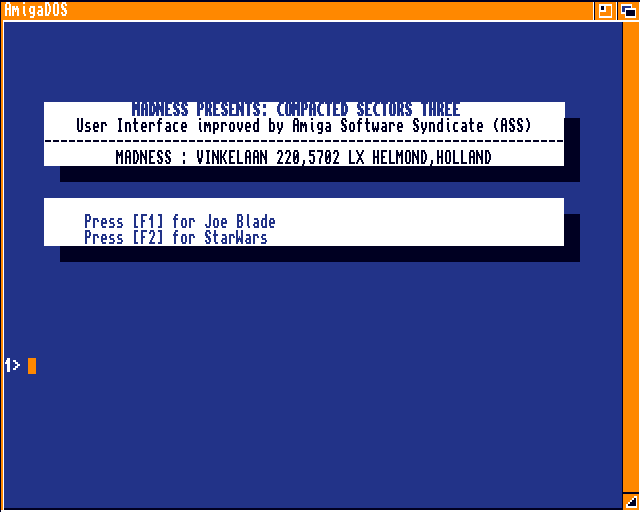 AmigaDOS
MADNESS PRESENTS: COMPACTED SECTORS THREE
User Interface improved by Amiga Software Syndicate (ASS)
-----------------------------------------------------------------
MADNESS : VINKELAAN 220,5702 LX HELMOND,HOLLAND
Press [F1] for Joe Blade
Press [F2] for StarWars
1>